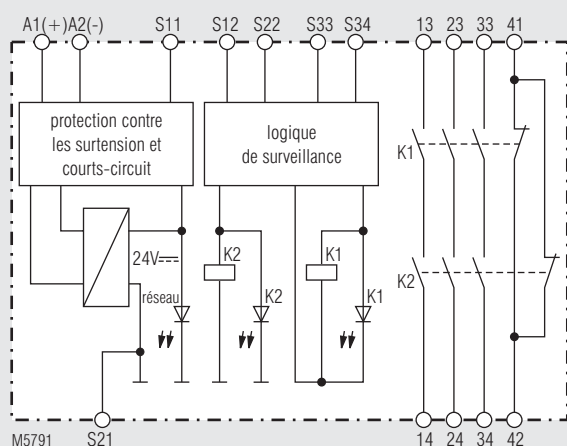 A1(+) A2(-) S11 S12 S22 S33 S34 13 23 33 41
protection contre
les surtension et
courts-circuit
logique
de surveillance
K1
24V
K2
K1
réseau
K2
K1
K2
M5791
S21
14 24 34 42